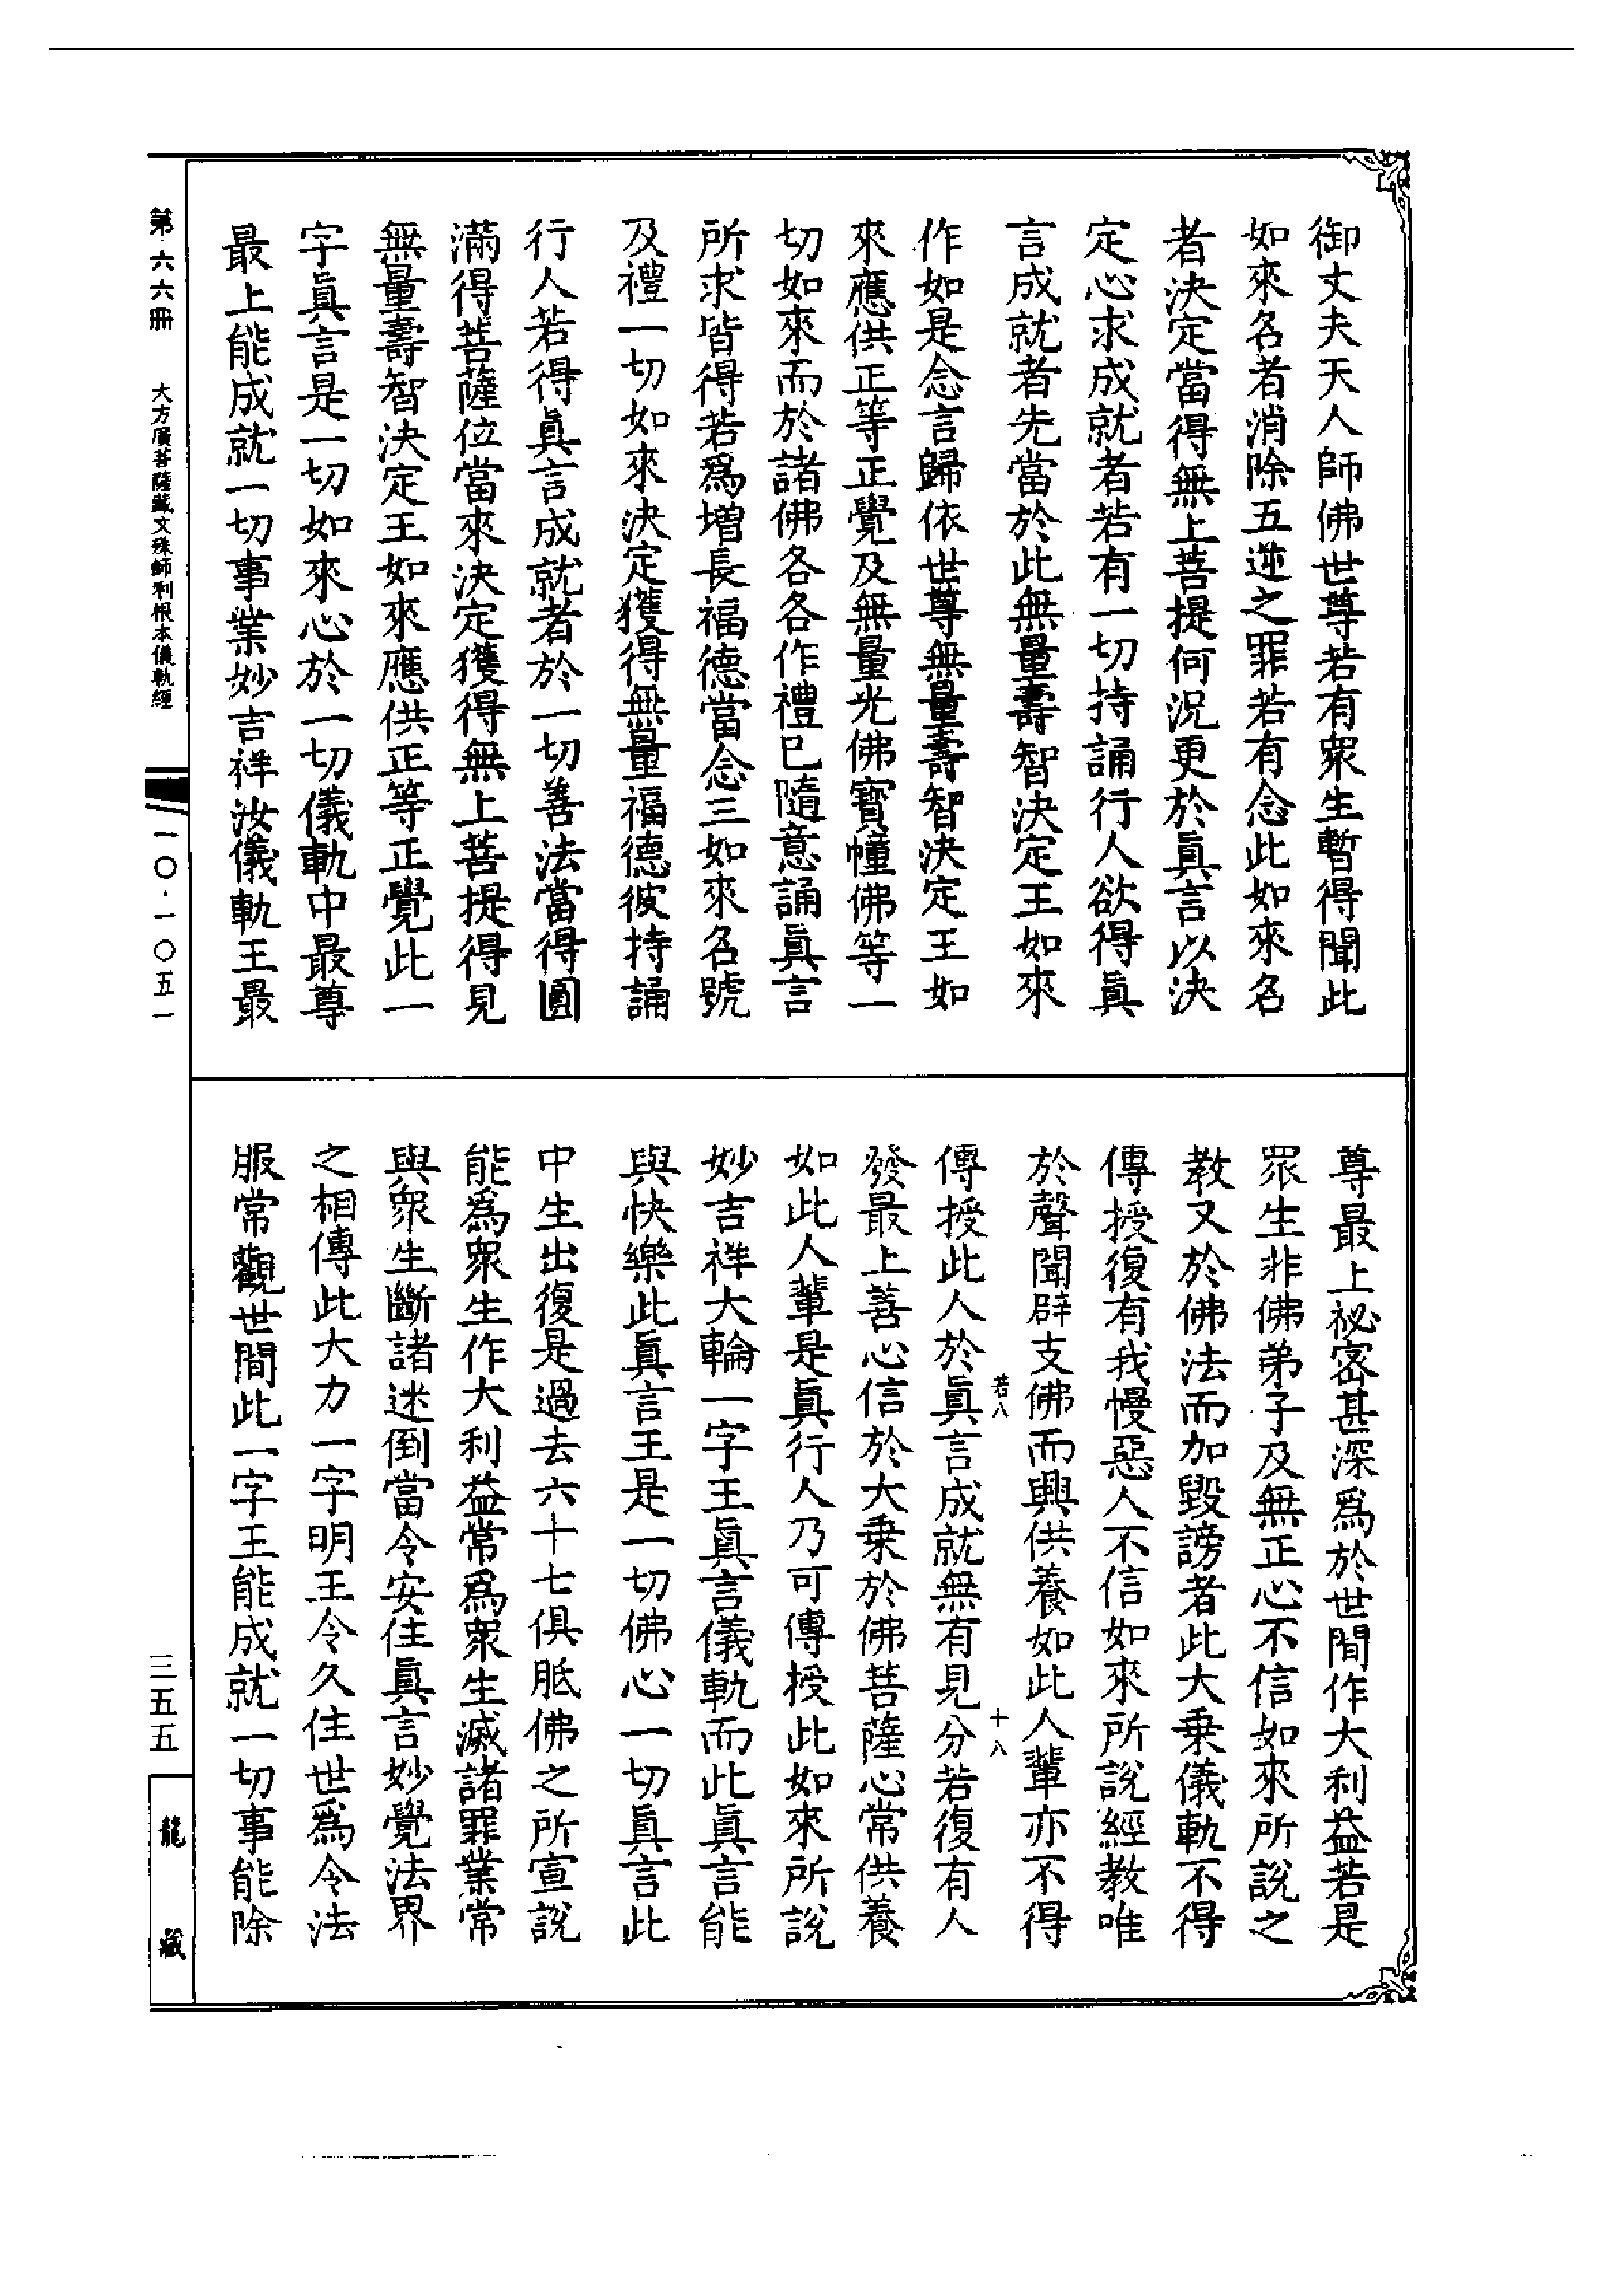 御丈夫天人師佛世尊若有衆生暫得聞此
如來名者消除五逆之罪若有念此如來名
者決定當得無上菩提何況更於眞言以決
定心求成就者若有一切持誦行人欲得眞
言成就者先當於此無量壽智決定王如來
作如是念言歸依世尊無量壽智決定王如
來應供正等正覺及無量光佛寶幢佛等一
切如來而於諸佛各各作禮已隨意誦眞言
所求皆得若爲增長福德當念三如來名號
及禮一切如來決定獲得無量福德彼持誦
行人若得眞言成就者於一切善法當得圓
滿得菩薩位當來決定獲得無上菩提得見
無量壽智決定王如來應供正等正覺此一
字眞言是一切如來心於一切儀軌中最尊
最上能成就一切事業妙吉祥汝儀軌王最
尊最上祕密甚深爲於世間作大利益若是
眾生非佛弟子及無正心不信如來所說之
教又於佛法而加毀謗者此大乘儀軌不得
傳授復有我慢惡人不信如來所說經教唯
於聲聞辟支佛而興供養如此人輩亦不得
若八 十八
傳授此人於眞言成就無有見分若復有人
發最上善心信於大乘於佛菩薩心常供養
如此人輩是眞行人乃可傳授此如來所說
妙吉祥大輪一字王眞言儀軌而此眞言能
與快樂此眞言王是一切佛心一切眞言此
中生出復是過去六十七俱胝佛之所宣說
能爲衆生作大利益常爲衆生滅諸罪業常
與衆生斷諸迷倒當令安住眞言妙覺法界
之相傳此大力一字明王令久住世爲令法
服常觀世間此一字王能成就一切事能除
第六六冊 大方廣菩薩藏文殊師利根本儀軌經 一〇·一〇五一 三五五 龍藏